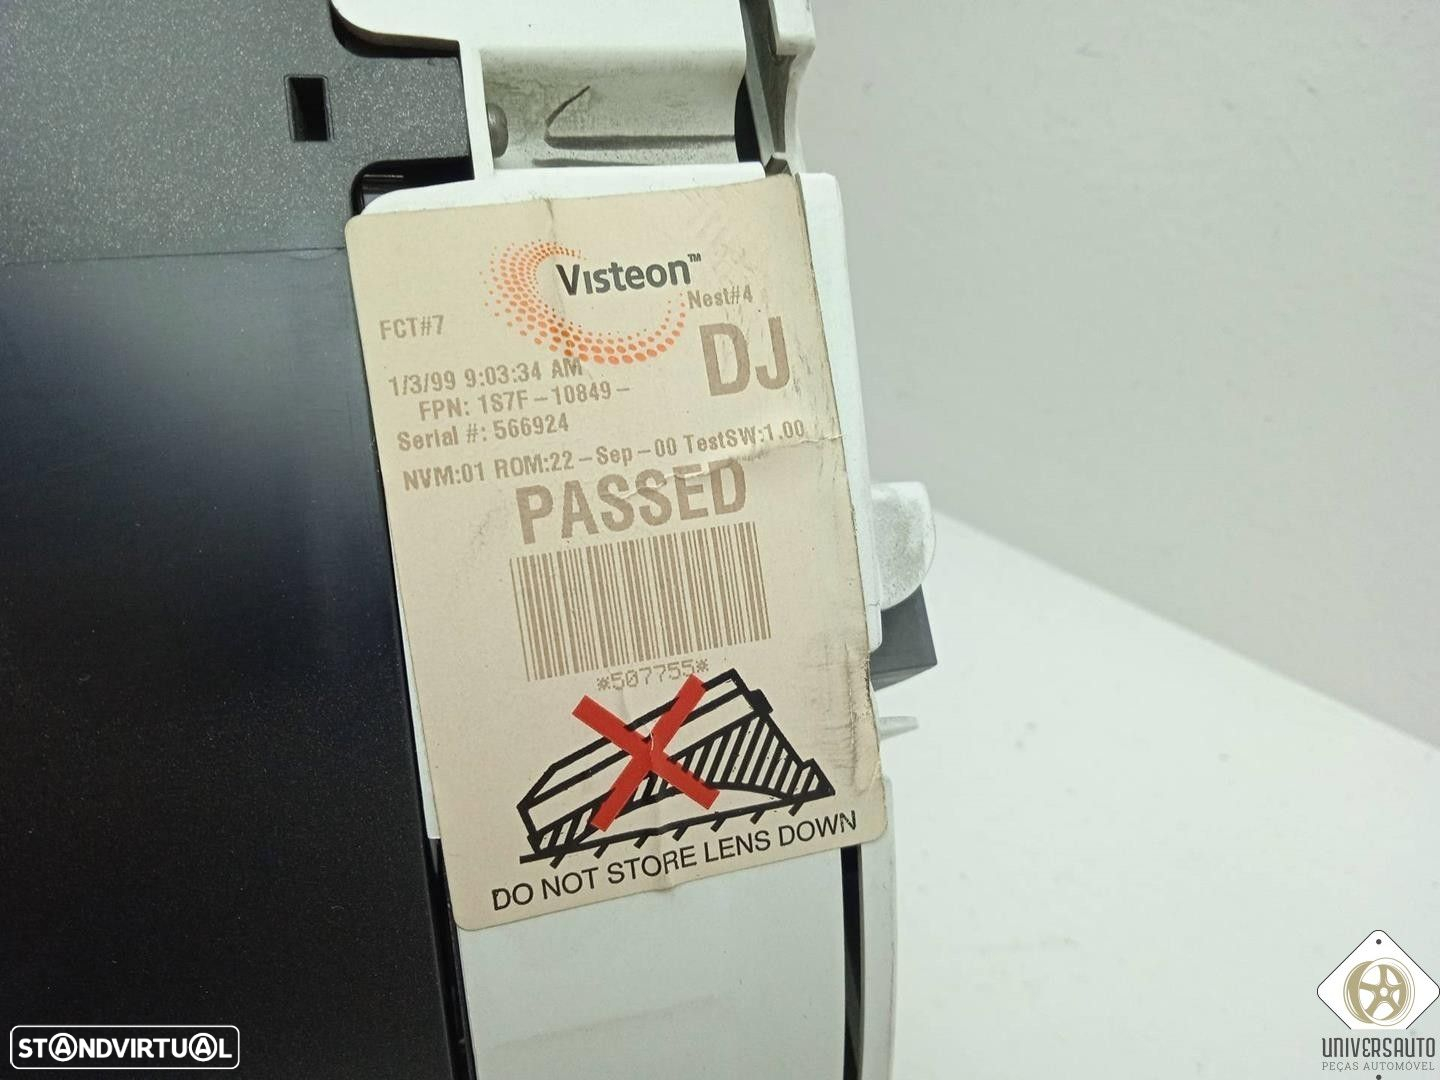 Visteon™
Nest#4
FCT#7
DJ
1/3/99 9:03:34 AM
FPN: 1S7F-10849-
Serial #: 566924
NVM:01 ROM:22-Sep-00 TestSW:1.00
PASSED
*507755*
DO NOT STORE LENS DOWN
STANDVIRTUAL
UNIVERSAUTO
PEÇAS AUTOMÓVEL